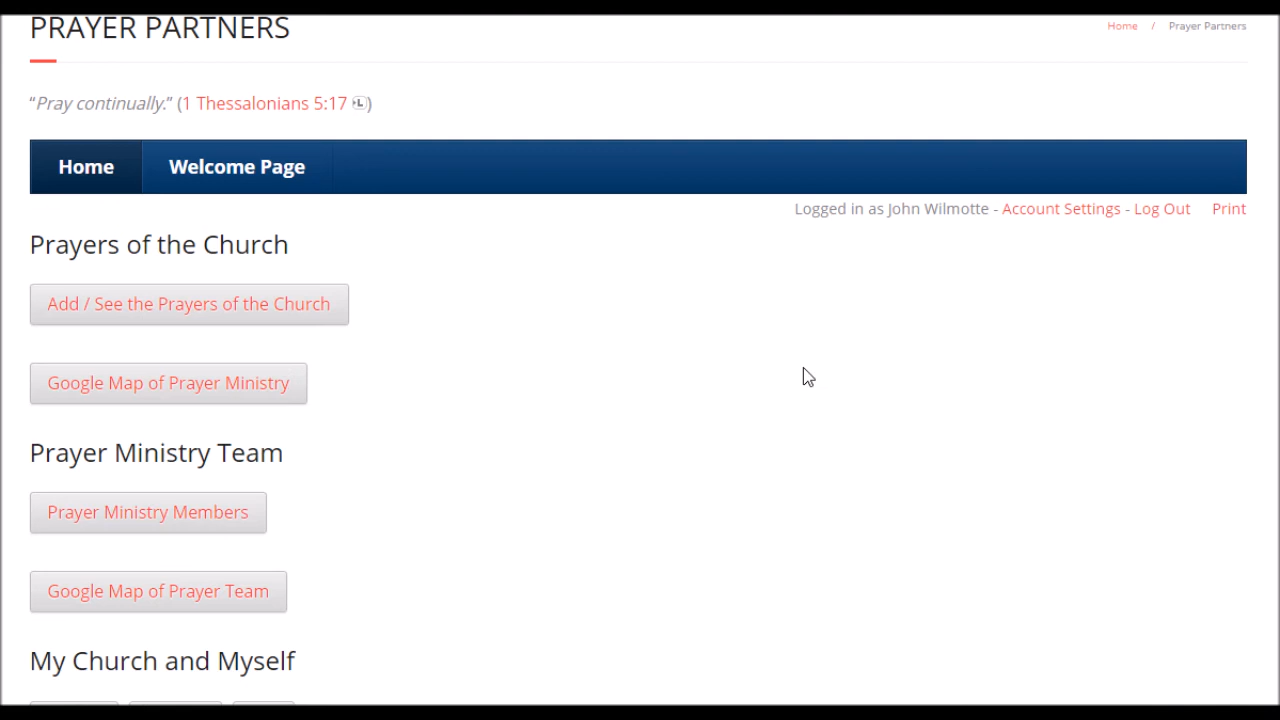 PRAYER PARTNERS
Home / Prayer Partners
“Pray continually.” (1 Thessalonians 5:17 L)
Home Welcome Page
Logged in as John Wilmotte - Account Settings - Log Out Print
Prayers of the Church
Add / See the Prayers of the Church
Google Map of Prayer Ministry
Prayer Ministry Team
Prayer Ministry Members
Google Map of Prayer Team
My Church and Myself